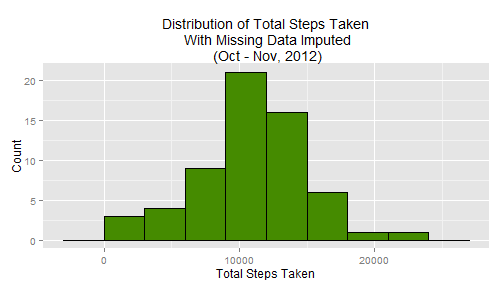 Distribution of Total Steps Taken
With Missing Data Imputed
(Oct - Nov, 2012)
20
15
10
5
0
Count
0 10000 20000
Total Steps Taken